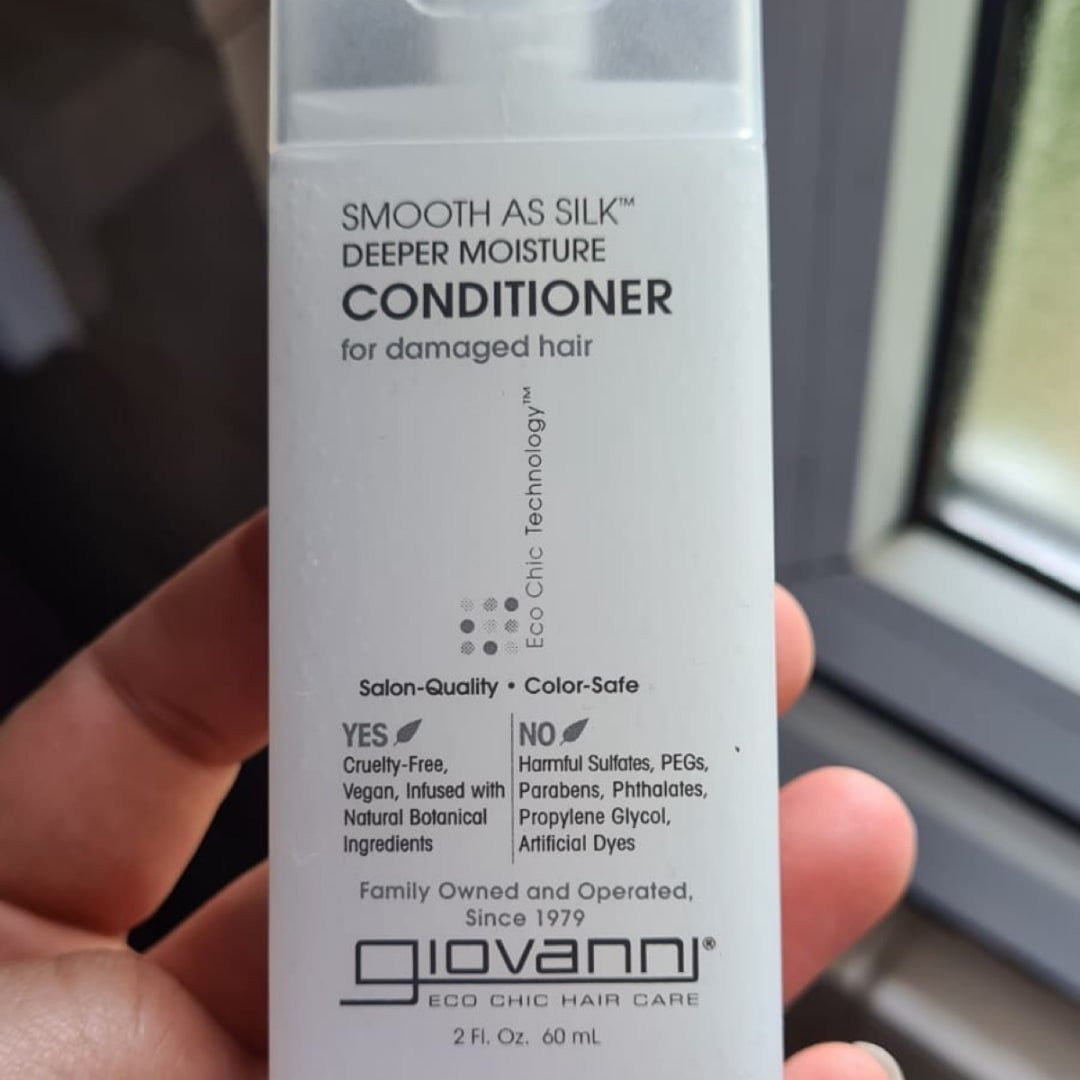 SMOOTH AS SILK™
DEEPER MOISTURE
CONDITIONER
for damaged hair
Eco Chic Technology™
Salon-Quality • Color-Safe
YES
Cruelty-Free,
Vegan, Infused with
Natural Botanical
Ingredients
NO
Harmful Sulfates, PEGs,
Parabens, Phthalates,
Propylene Glycol,
Artificial Dyes
Family Owned and Operated,
Since 1979
giovanni®
ECO CHIC HAIR CARE
2 Fl. Oz. 60 mL